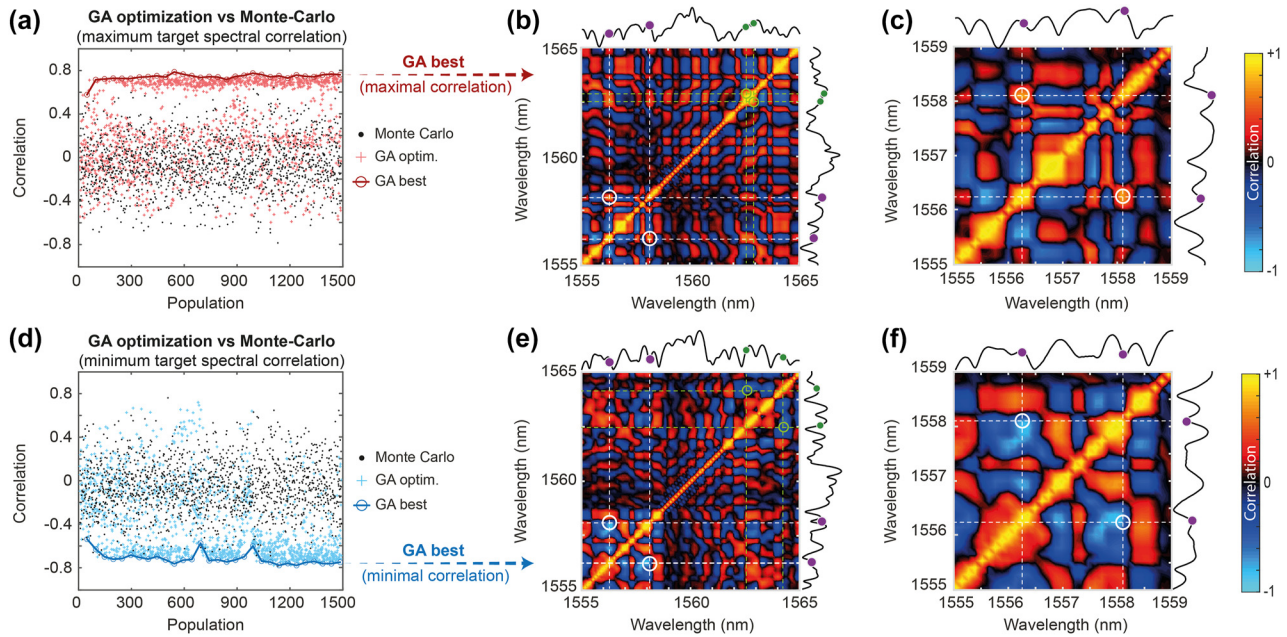 (a)
GA optimization vs Monte-Carlo
(maximum target spectral correlation)
0.8
0.4
0
-0.4
-0.8
Correlation
0 300 600 900 1200 1500
Population
GA best
(maximal correlation)
Monte Carlo
GA optim.
GA best
(b)
1565
1560
1555
Wavelength (nm)
1555 1560 1565
Wavelength (nm)
(c)
1559
1558
1557
1556
1555
Wavelength (nm)
1555 1556 1557 1558 1559
Wavelength (nm)
+1
0
-1
Correlation
(d)
GA optimization vs Monte-Carlo
(minimum target spectral correlation)
0.8
0.4
0
-0.4
-0.8
Correlation
0 300 600 900 1200 1500
Population
Monte Carlo
GA optim.
GA best
GA best
(minimal correlation)
(e)
1565
1560
1555
Wavelength (nm)
1555 1560 1565
Wavelength (nm)
(f)
1559
1558
1557
1556
1555
Wavelength (nm)
1555 1556 1557 1558 1559
Wavelength (nm)
+1
0
-1
Correlation